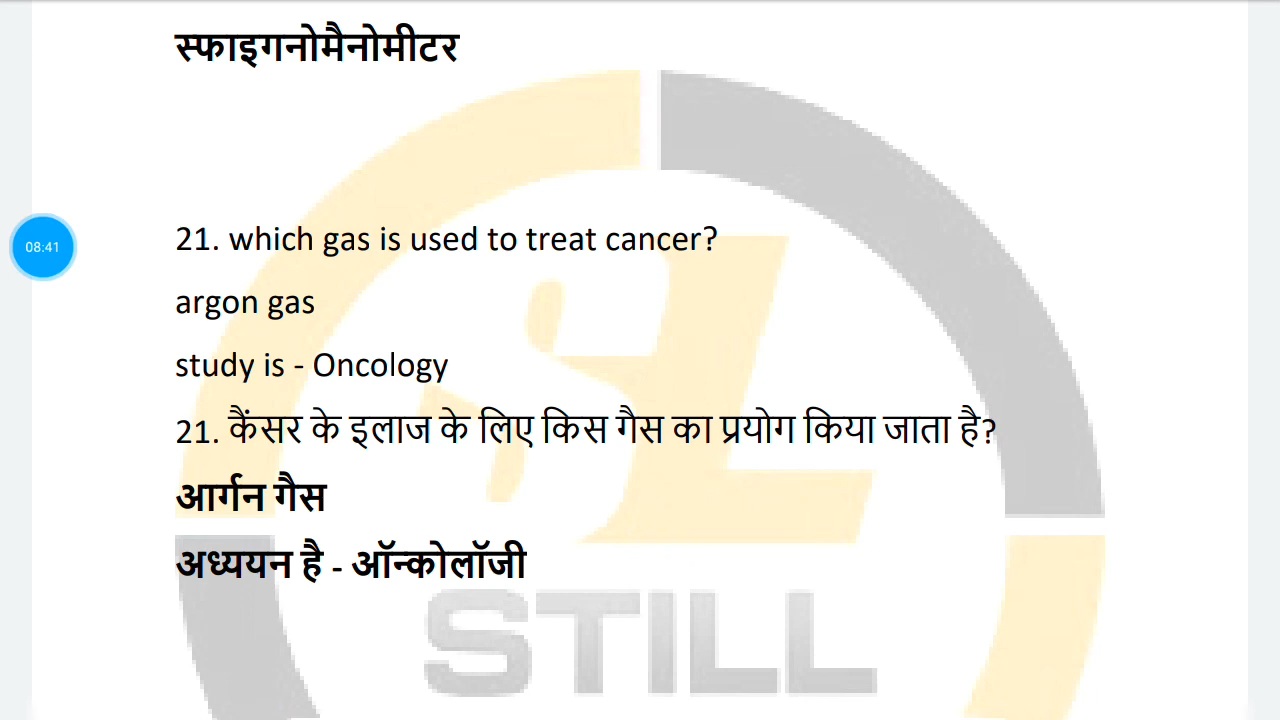 स्फाइगनोमैनोमीटर
08:41
21. which gas is used to treat cancer?
argon gas
study is - Oncology
21. कैंसर के इलाज के लिए किस गैस का प्रयोग किया जाता है?
आर्गन गैस
अध्ययन है - ऑन्कोलॉजी
SL
STILL